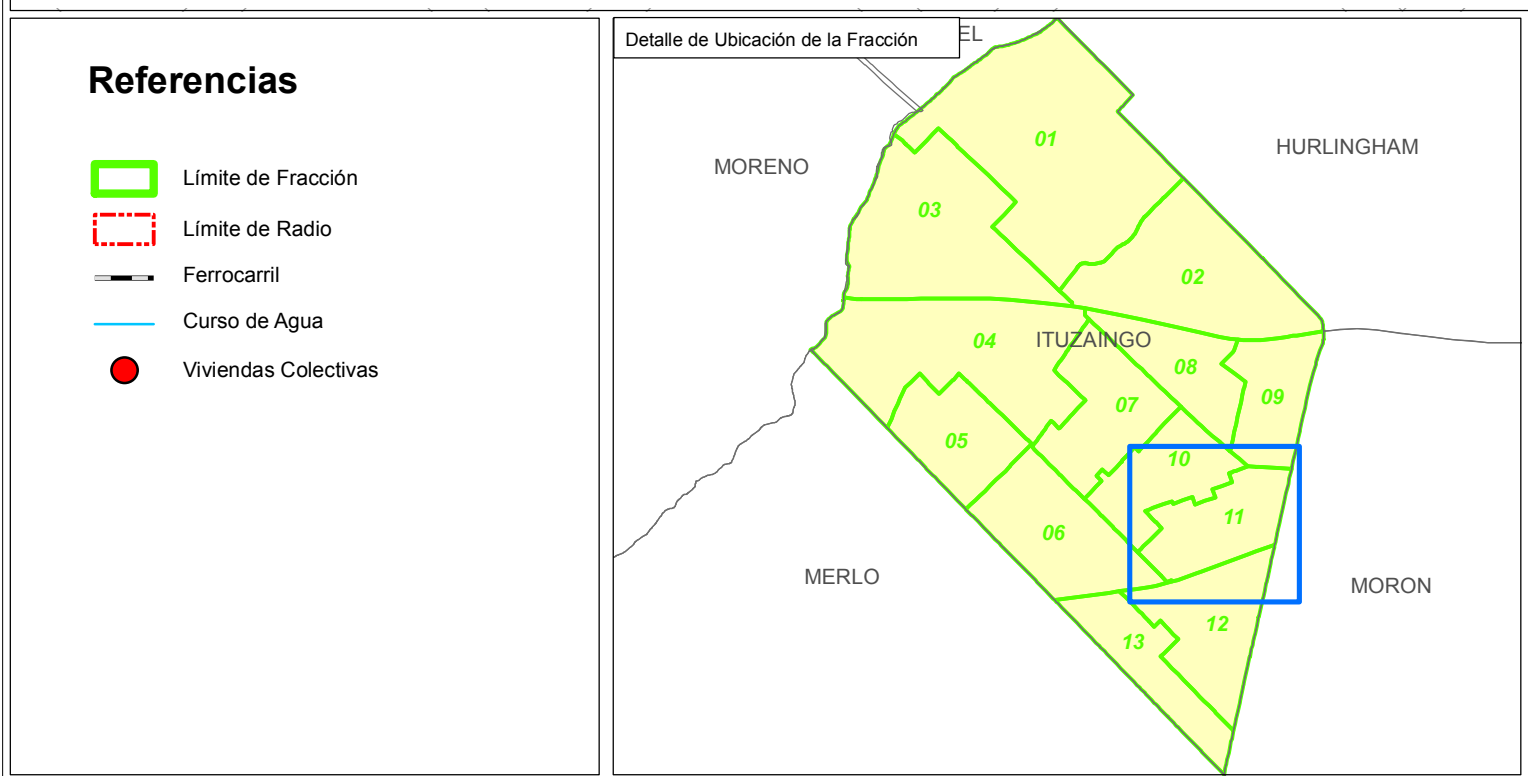 Referencias
Límite de Fracción
Límite de Radio
Ferrocarril
Curso de Agua
Viviendas Colectivas
Detalle de Ubicación de la Fracción
EL
MORENO
HURLINGHAM
ITUZAINGO
MERLO
MORON
01
03
02
04
08
09
07
05
10
11
06
12
13